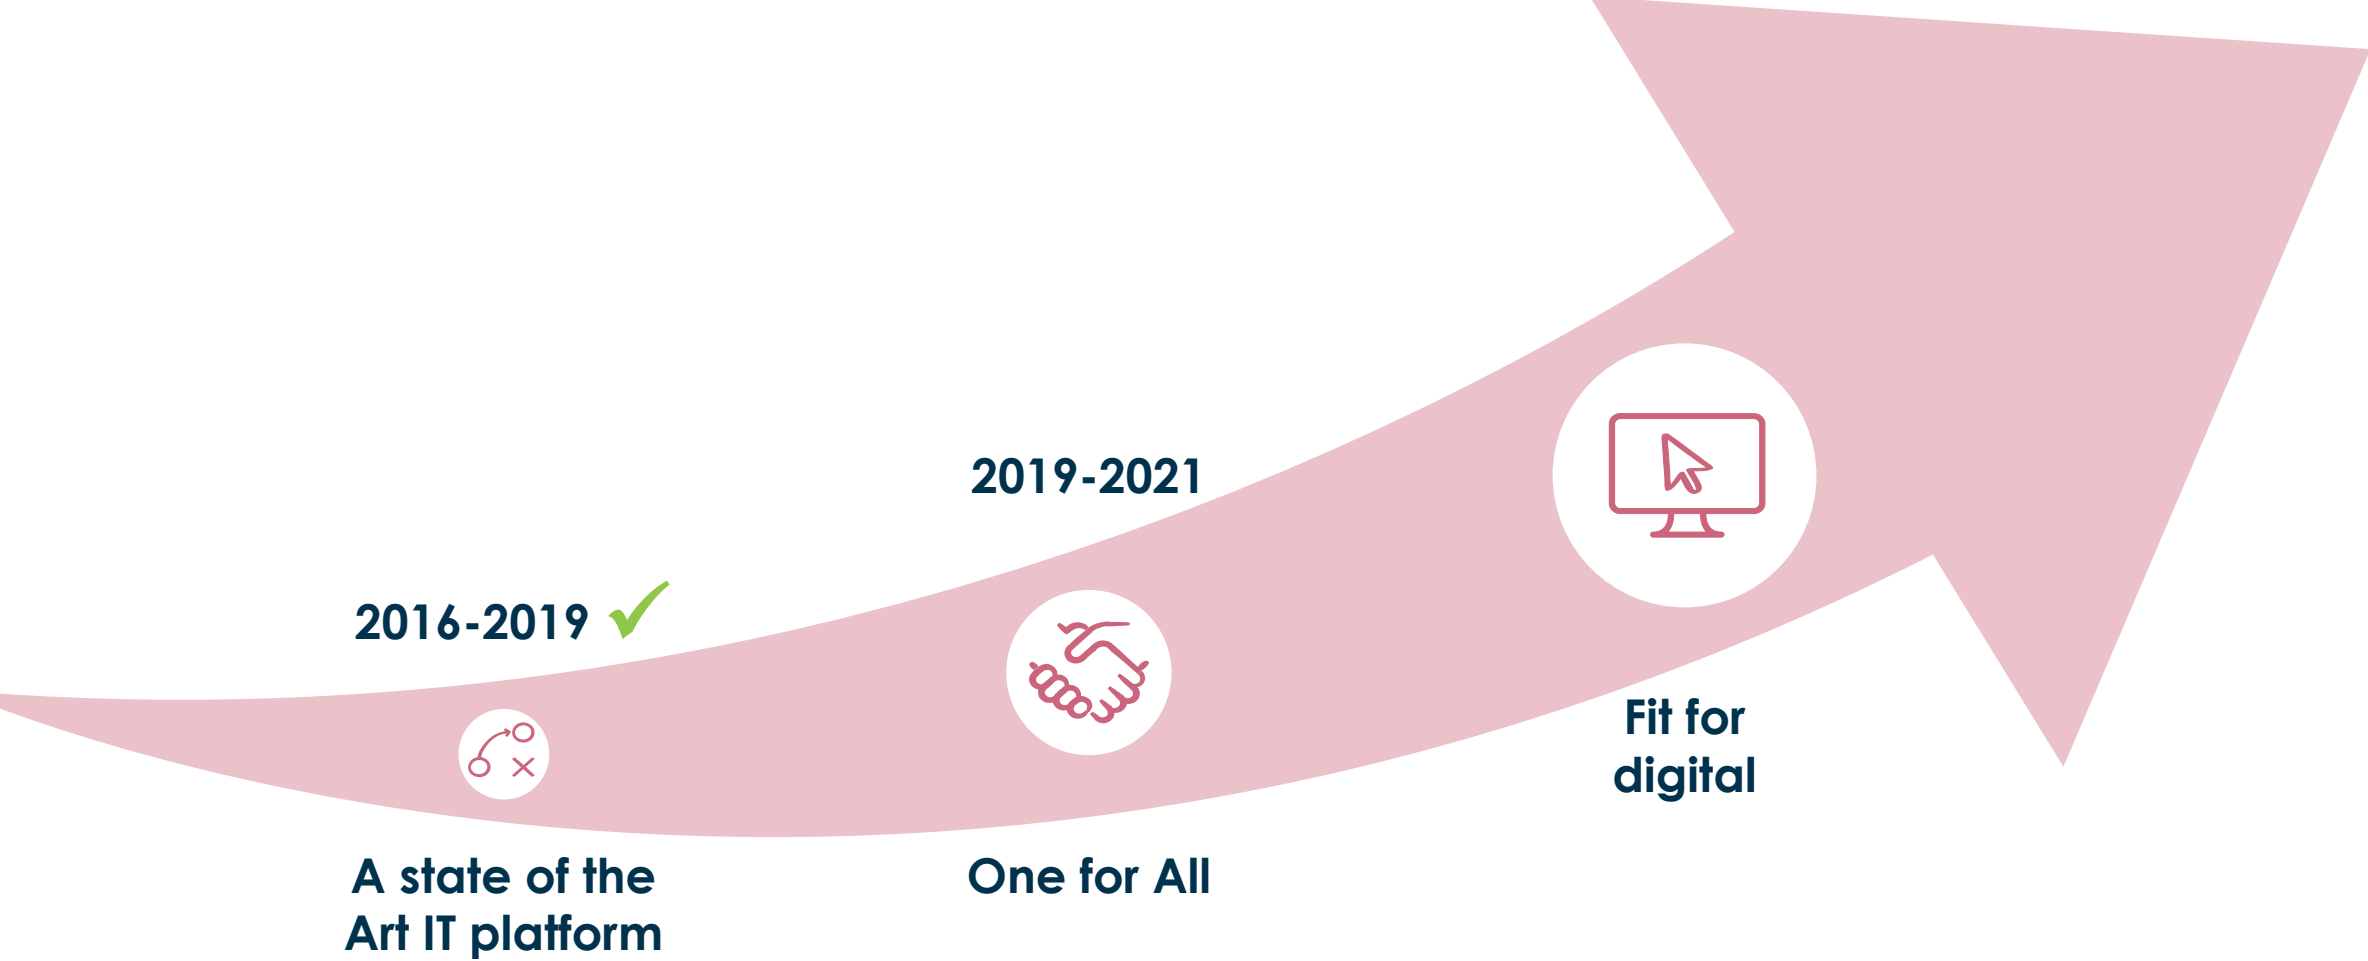 2016-2019
A state of the
Art IT platform
2019-2021
One for All
Fit for
digital